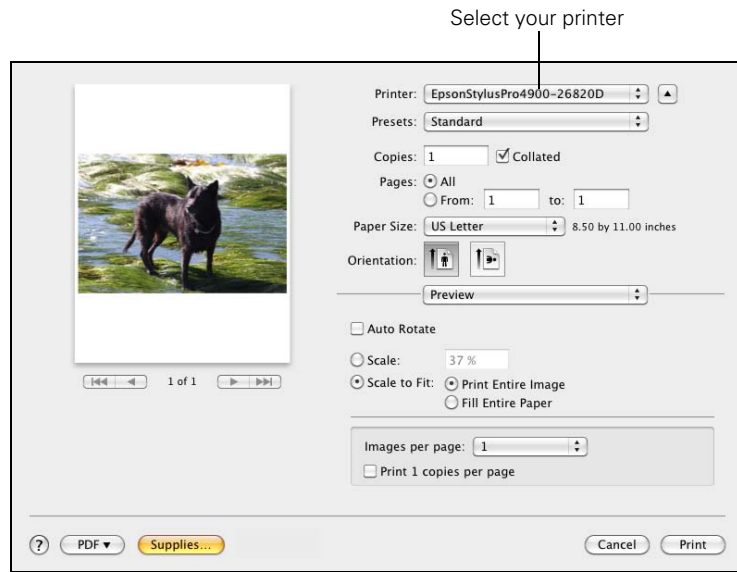 Select your printer
Printer: EpsonStylusPro4900-26820D
Presets: Standard
Copies: 1 Collated
Pages: All
From: 1 to: 1
Paper Size: US Letter 8.50 by 11.00 inches
Orientation:
Preview
Auto Rotate
Scale: 37 %
1 of 1
Scale to Fit: Print Entire Image
Fill Entire Paper
Images per page: 1
Print 1 copies per page
? PDF Supplies... Cancel Print